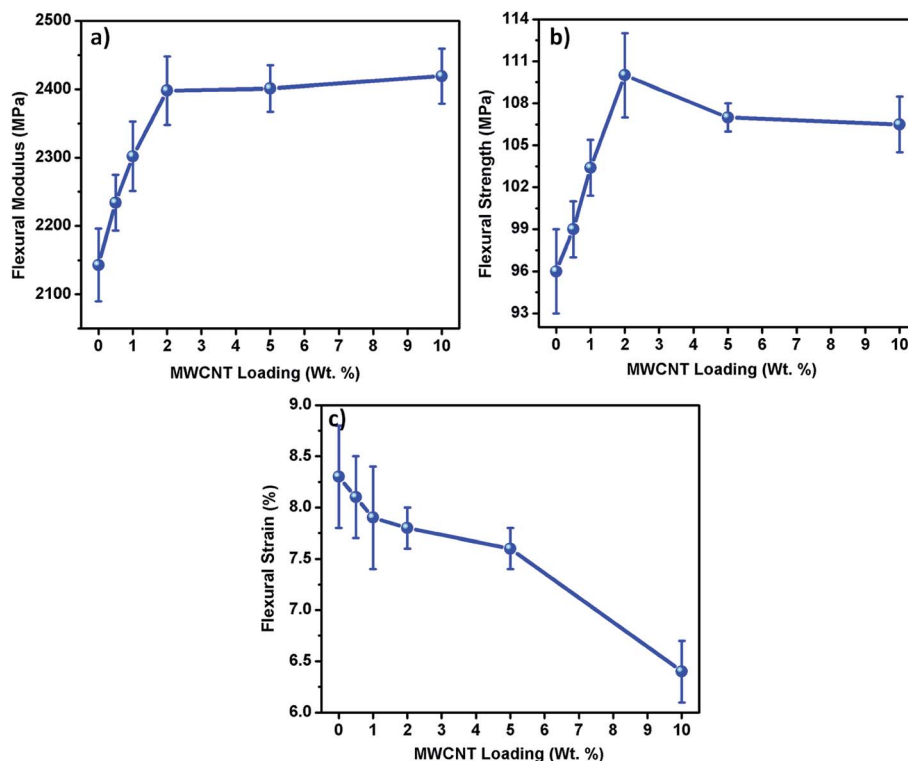 a)
Flexural Modulus (MPa)
2500
2400
2300
2200
2100
0 1 2 3 4 5 6 7 8 9 10
MWCNT Loading (Wt. %)
b)
Flexural Strength (MPa)
114
111
108
105
102
99
96
93
0 1 2 3 4 5 6 7 8 9 10
MWCNT Loading (Wt. %)
c)
Flexural Strain (%)
9.0
8.5
8.0
7.5
7.0
6.5
6.0
0 1 2 3 4 5 6 7 8 9 10
MWCNT Loading (Wt. %)